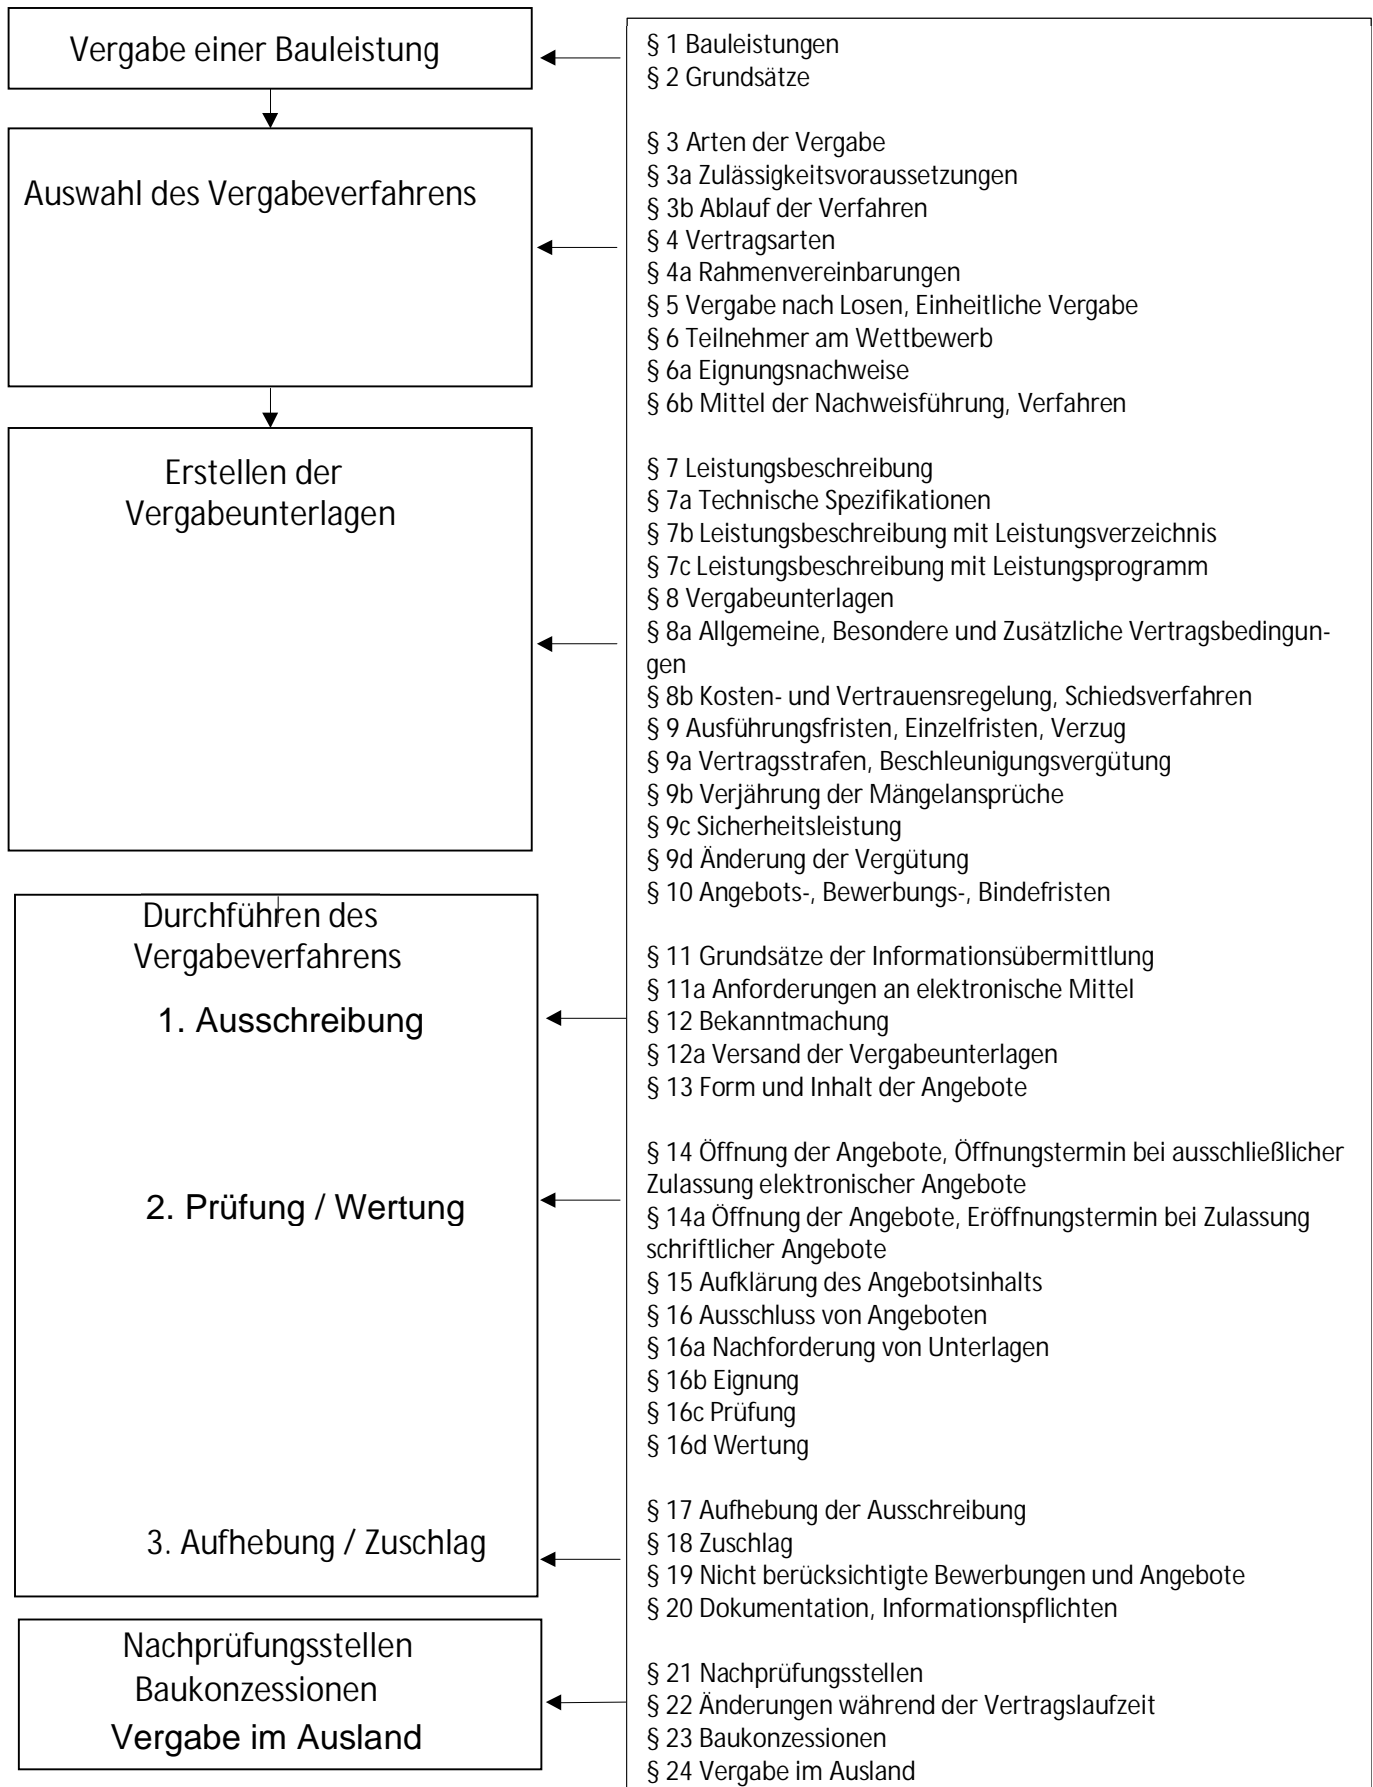 Vergabe einer Bauleistung
§ 1 Bauleistungen
§ 2 Grundsätze
Auswahl des Vergabeverfahrens
§ 3 Arten der Vergabe
§ 3a Zulässigkeitsvoraussetzungen
§ 3b Ablauf der Verfahren
§ 4 Vertragsarten
§ 4a Rahmenvereinbarungen
§ 5 Vergabe nach Losen, Einheitliche Vergabe
§ 6 Teilnehmer am Wettbewerb
§ 6a Eignungsnachweise
§ 6b Mittel der Nachweisführung, Verfahren
Erstellen der
Vergabeunterlagen
§ 7 Leistungsbeschreibung
§ 7a Technische Spezifikationen
§ 7b Leistungsbeschreibung mit Leistungsverzeichnis
§ 7c Leistungsbeschreibung mit Leistungsprogramm
§ 8 Vergabeunterlagen
§ 8a Allgemeine, Besondere und Zusätzliche Vertragsbedingun-
gen
§ 8b Kosten- und Vertrauensregelung, Schiedsverfahren
§ 9 Ausführungsfristen, Einzelfristen, Verzug
§ 9a Vertragsstrafen, Beschleunigungsvergütung
§ 9b Verjährung der Mängelansprüche
§ 9c Sicherheitsleistung
§ 9d Änderung der Vergütung
§ 10 Angebots-, Bewerbungs-, Bindefristen
Durchführen des
Vergabeverfahrens
1. Ausschreibung
§ 11 Grundsätze der Informationsübermittlung
§ 11a Anforderungen an elektronische Mittel
§ 12 Bekanntmachung
§ 12a Versand der Vergabeunterlagen
§ 13 Form und Inhalt der Angebote
2. Prüfung / Wertung
§ 14 Öffnung der Angebote, Öffnungstermin bei ausschließlicher
Zulassung elektronischer Angebote
§ 14a Öffnung der Angebote, Eröffnungstermin bei Zulassung
schriftlicher Angebote
§ 15 Aufklärung des Angebotsinhalts
§ 16 Ausschluss von Angeboten
§ 16a Nachforderung von Unterlagen
§ 16b Eignung
§ 16c Prüfung
§ 16d Wertung
3. Aufhebung / Zuschlag
§ 17 Aufhebung der Ausschreibung
§ 18 Zuschlag
§ 19 Nicht berücksichtigte Bewerbungen und Angebote
§ 20 Dokumentation, Informationspflichten
Nachprüfungsstellen
Baukonzessionen
Vergabe im Ausland
§ 21 Nachprüfungsstellen
§ 22 Änderungen während der Vertragslaufzeit
§ 23 Baukonzessionen
§ 24 Vergabe im Ausland